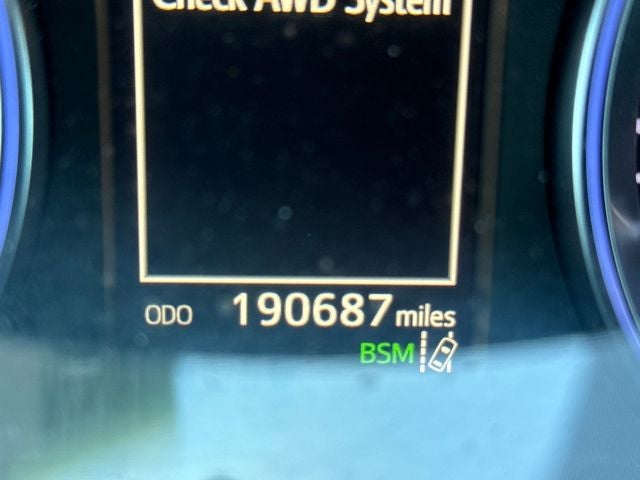 Check AWD System
ODO 190687 miles
BSM